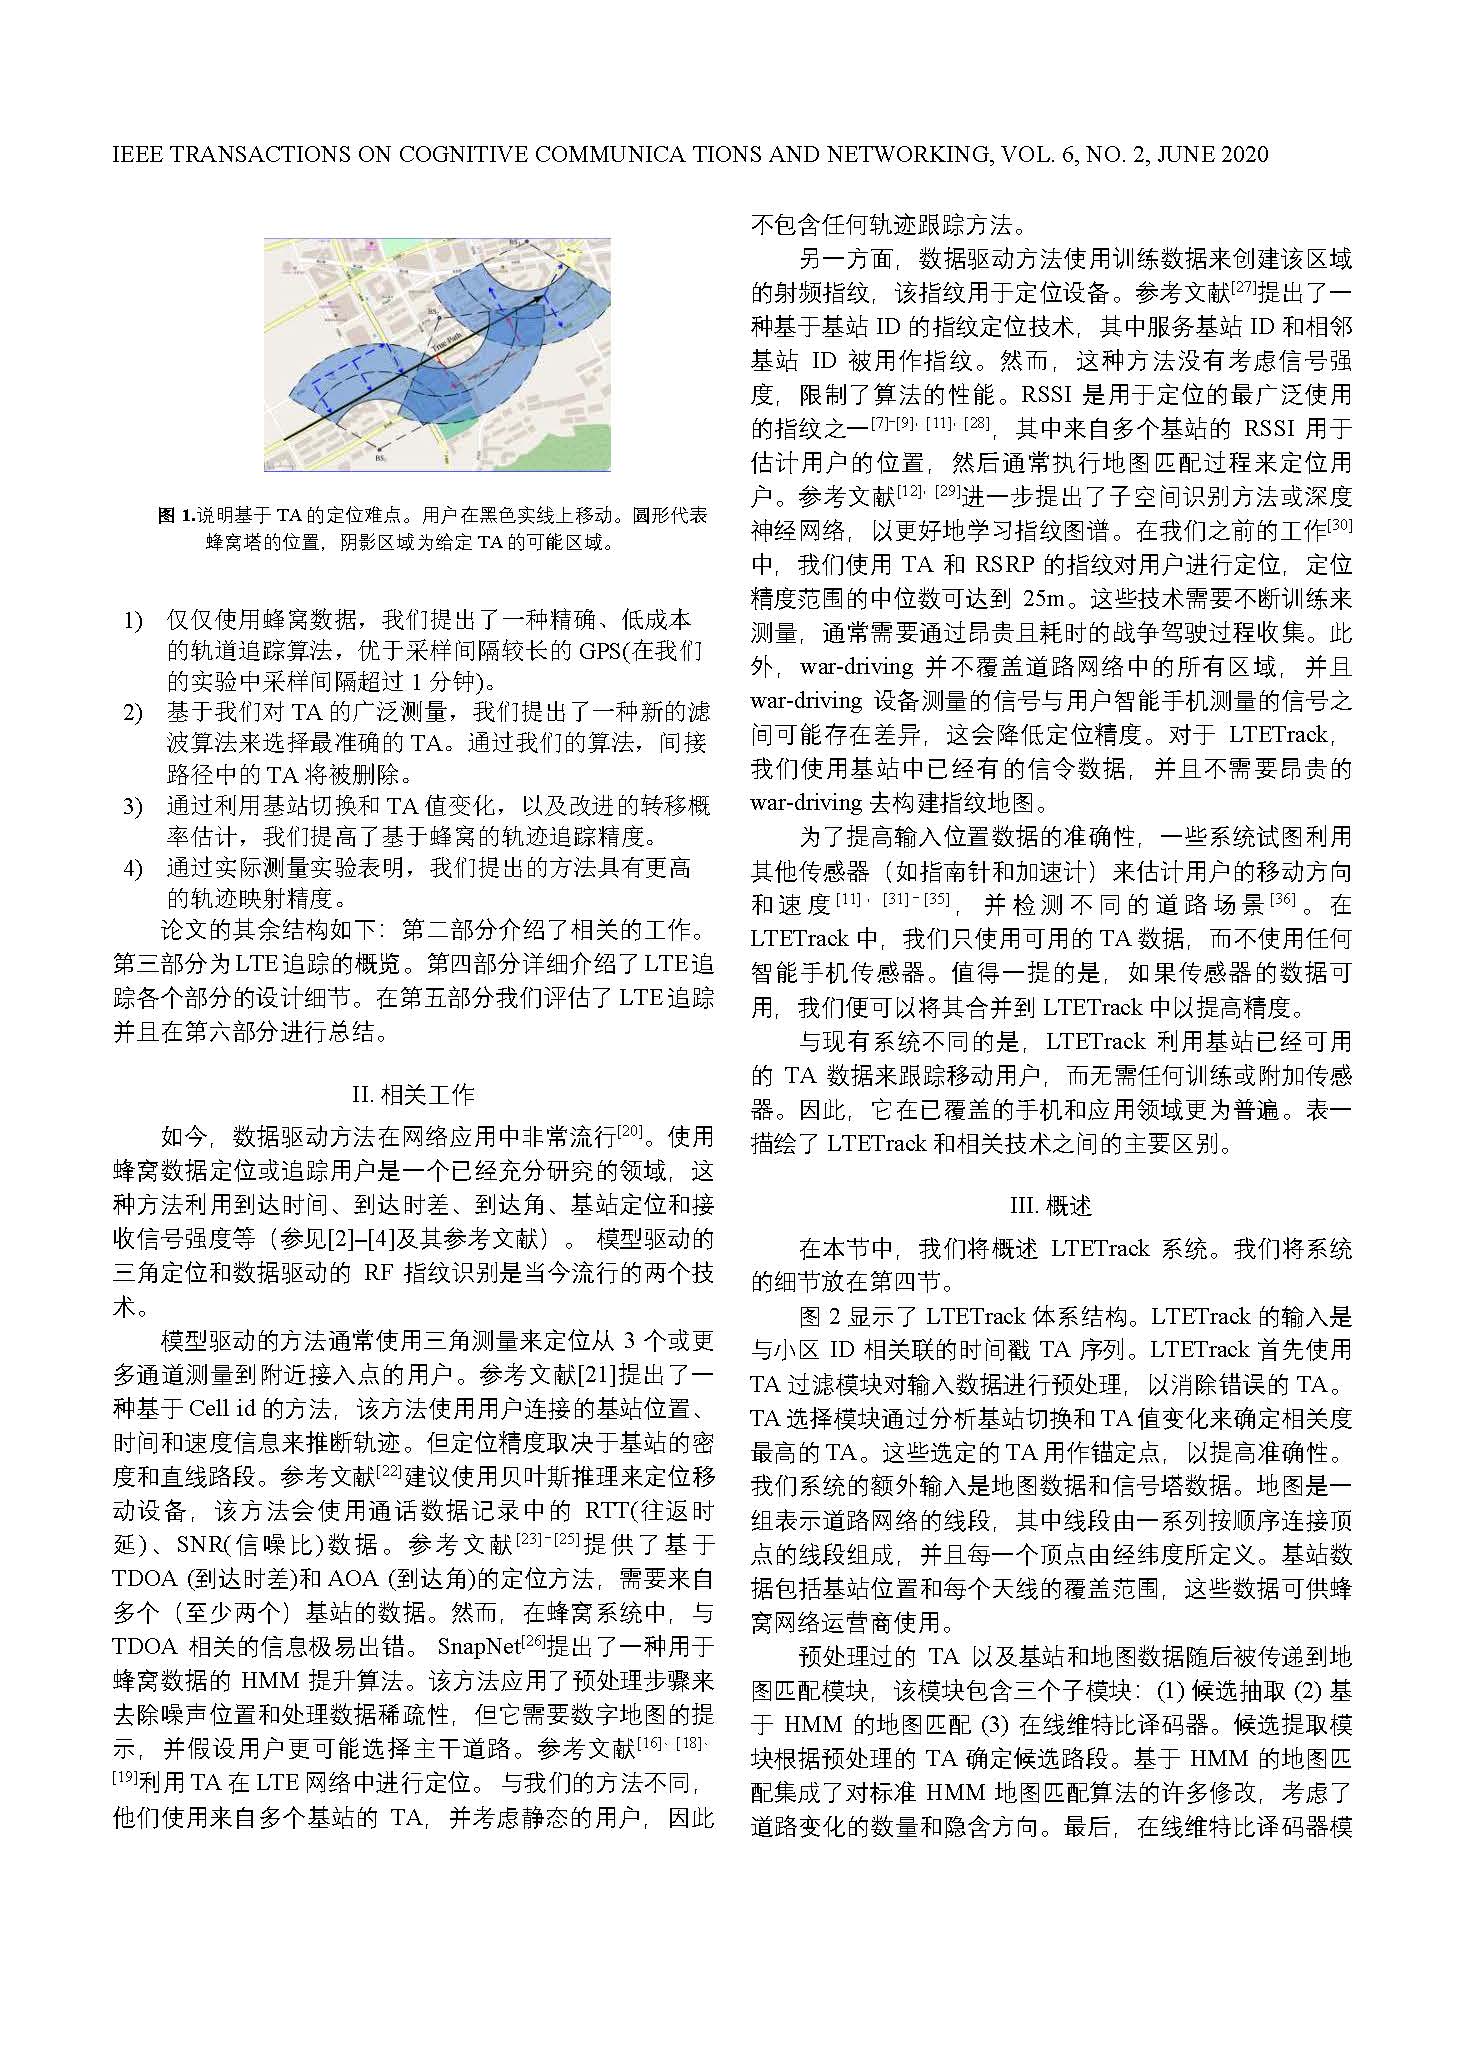 IEEE TRANSACTIONS ON COGNITIVE COMMUNICA TIONS AND NETWORKING, VOL. 6, NO. 2, JUNE 2020
True Path
图 1.说明基于 TA 的定位难点。用户在黑色实线上移动。圆形代表
蜂窝塔的位置，阴影区域为给定 TA 的可能区域。
1) 仅仅使用蜂窝数据，我们提出了一种精确、低成本
的轨道追踪算法，优于采样间隔较长的 GPS(在我们
的实验中采样间隔超过 1 分钟)。
2) 基于我们对 TA 的广泛测量，我们提出了一种新的滤
波算法来选择最准确的 TA。通过我们的算法，间接
路径中的 TA 将被删除。
3) 通过利用基站切换和 TA 值变化，以及改进的转移概
率估计，我们提高了基于蜂窝的轨迹追踪精度。
4) 通过实际测量实验表明，我们提出的方法具有更高
的轨迹映射精度。
论文的其余结构如下：第二部分介绍了相关的工作。
第三部分为 LTE 追踪的概览。第四部分详细介绍了 LTE 追
踪各个部分的设计细节。在第五部分我们评估了 LTE 追踪
并且在第六部分进行总结。
II. 相关工作
如今，数据驱动方法在网络应用中非常流行[20]。使用
蜂窝数据定位或追踪用户是一个已经充分研究的领域，这
种方法利用到达时间、到达时差、到达角、基站定位和接
收信号强度等（参见[2]–[4]及其参考文献）。 模型驱动的
三角定位和数据驱动的 RF 指纹识别是当今流行的两个技
术。
模型驱动的方法通常使用三角测量来定位从 3 个或更
多通道测量到附近接入点的用户。参考文献[21]提出了一
种基于 Cell id 的方法，该方法使用用户连接的基站位置、
时间和速度信息来推断轨迹。但定位精度取决于基站的密
度和直线路段。参考文献[22]建议使用贝叶斯推理来定位移
动设备，该方法会使用通话数据记录中的 RTT(往返时
延)、SNR(信噪比)数据。参考文献[23]–[25]提供了基于
TDOA (到达时差)和 AOA (到达角)的定位方法，需要来自
多个（至少两个）基站的数据。然而，在蜂窝系统中，与
TDOA 相关的信息极易出错。 SnapNet[26]提出了一种用于
蜂窝数据的 HMM 提升算法。该方法应用了预处理步骤来
去除噪声位置和处理数据稀疏性，但它需要数字地图的提
示，并假设用户更可能选择主干道路。参考文献[16]、[18]、
[19]利用 TA 在 LTE 网络中进行定位。 与我们的方法不同，
他们使用来自多个基站的 TA，并考虑静态的用户，因此
不包含任何轨迹跟踪方法。
另一方面，数据驱动方法使用训练数据来创建该区域
的射频指纹，该指纹用于定位设备。参考文献[27]提出了一
种基于基站 ID 的指纹定位技术，其中服务基站 ID 和相邻
基站 ID 被用作指纹。然而，这种方法没有考虑信号强
度，限制了算法的性能。RSSI 是用于定位的最广泛使用
的指纹之一[7]–[9]，[11]，[28]，其中来自多个基站的 RSSI 用于
估计用户的位置，然后通常执行地图匹配过程来定位用
户。参考文献[12]，[29]进一步提出了子空间识别方法或深度
神经网络，以更好地学习指纹图谱。在我们之前的工作[30]
中，我们使用 TA 和 RSRP 的指纹对用户进行定位，定位
精度范围的中位数可达到 25m。这些技术需要不断训练来
测量，通常需要通过昂贵且耗时的战争驾驶过程收集。此
外，war-driving 并不覆盖道路网络中的所有区域，并且
war-driving 设备测量的信号与用户智能手机测量的信号之
间可能存在差异，这会降低定位精度。对于 LTETrack，
我们使用基站中已经有的信令数据，并且不需要昂贵的
war-driving 去构建指纹地图。
为了提高输入位置数据的准确性，一些系统试图利用
其他传感器（如指南针和加速计）来估计用户的移动方向
和速度[11]，[31]–[35]，并检测不同的道路场景[36]。在
LTETrack 中，我们只使用可用的 TA 数据，而不使用任何
智能手机传感器。值得一提的是，如果传感器的数据可
用，我们便可以将其合并到 LTETrack 中以提高精度。
与现有系统不同的是，LTETrack 利用基站已经可用
的 TA 数据来跟踪移动用户，而无需任何训练或附加传感
器。因此，它在已覆盖的手机和应用领域更为普遍。表一
描绘了 LTETrack 和相关技术之间的主要区别。
III. 概述
在本节中，我们将概述 LTETrack 系统。我们将系统
的细节放在第四节。
图 2 显示了 LTETrack 体系结构。LTETrack 的输入是
与小区 ID 相关联的时间戳 TA 序列。LTETrack 首先使用
TA 过滤模块对输入数据进行预处理，以消除错误的 TA。
TA 选择模块通过分析基站切换和 TA 值变化来确定相关度
最高的 TA。这些选定的 TA 用作锚定点，以提高准确性。
我们系统的额外输入是地图数据和信号塔数据。地图是一
组表示道路网络的线段，其中线段由一系列按顺序连接顶
点的线段组成，并且每一个顶点由经纬度所定义。基站数
据包括基站位置和每个天线的覆盖范围，这些数据可供蜂
窝网络运营商使用。
预处理过的 TA 以及基站和地图数据随后被传递到地
图匹配模块，该模块包含三个子模块：(1) 候选抽取 (2) 基
于 HMM 的地图匹配 (3) 在线维特比译码器。候选提取模
块根据预处理的 TA 确定候选路段。基于 HMM 的地图匹
配集成了对标准 HMM 地图匹配算法的许多修改，考虑了
道路变化的数量和隐含方向。最后，在线维特比译码器模